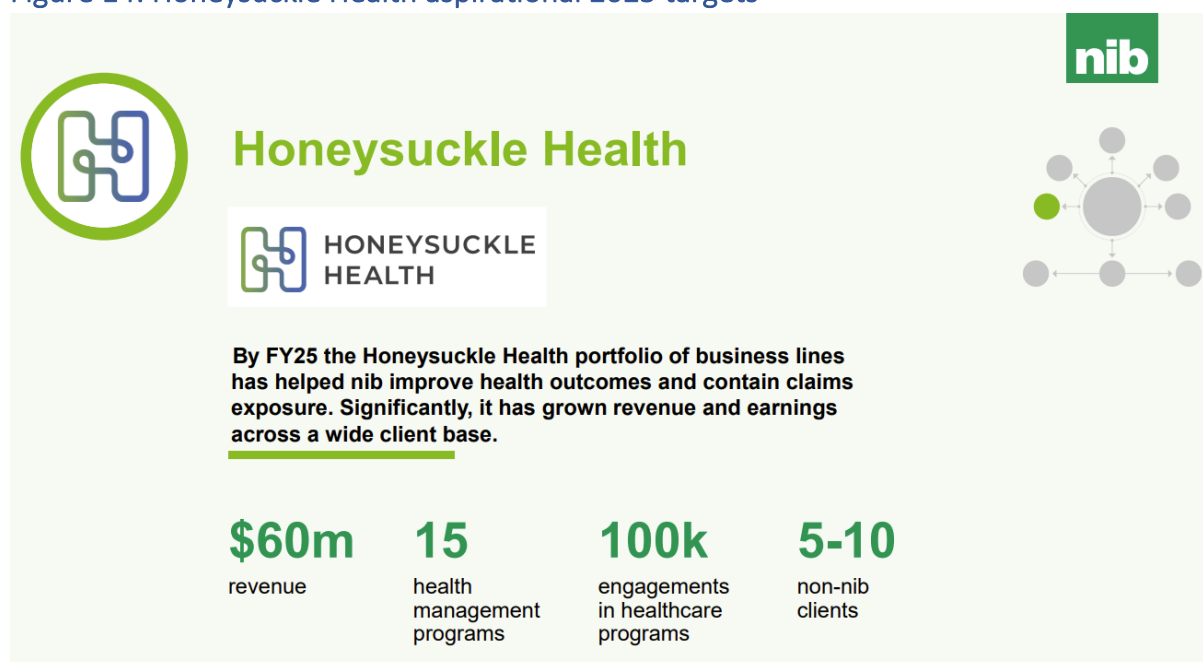 Honeysuckle Health
nib
HONEYSUCKLE
HEALTH
By FY25 the Honeysuckle Health portfolio of business lines
has helped nib improve health outcomes and contain claims
exposure. Significantly, it has grown revenue and earnings
across a wide client base.
$60m
revenue
15
health
management
programs
100k
engagements
in healthcare
programs
5-10
non-nib
clients